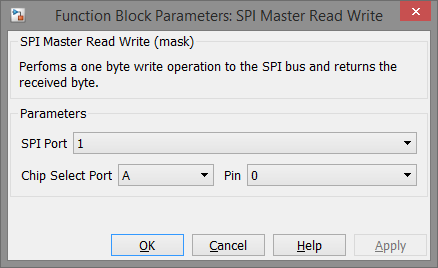 Function Block Parameters: SPI Master Read Write
SPI Master Read Write (mask)
Perfoms a one byte write operation to the SPI bus and returns the
received byte.
Parameters
SPI Port 1
Chip Select Port A Pin 0
OK Cancel Help Apply